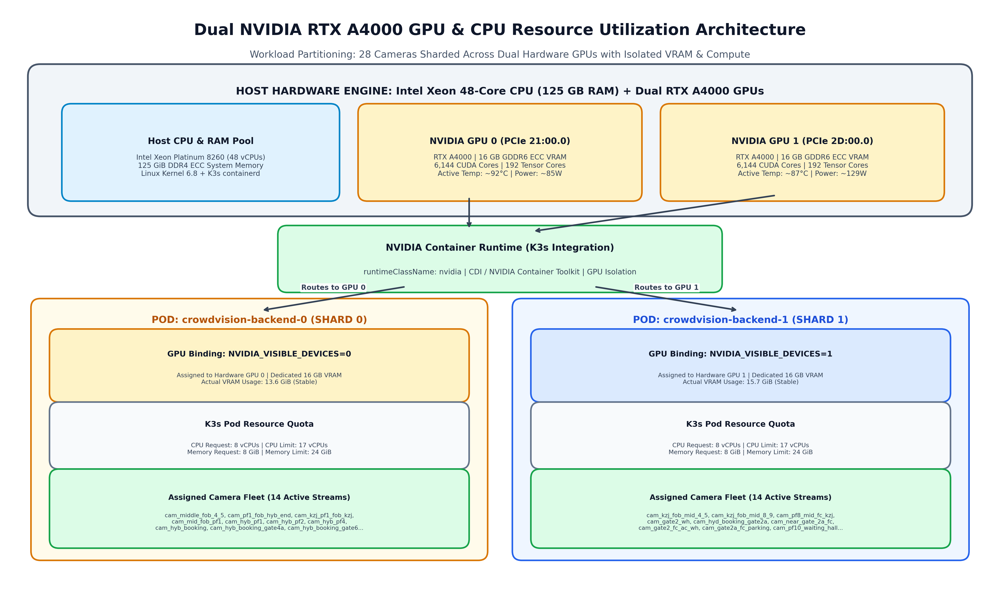 Dual NVIDIA RTX A4000 GPU & CPU Resource Utilization Architecture
Workload Partitioning: 28 Cameras Sharded Across Dual Hardware GPUs with Isolated VRAM & Compute
HOST HARDWARE ENGINE: Intel Xeon 48-Core CPU (125 GB RAM) + Dual RTX A4000 GPUs
Host CPU & RAM Pool
Intel Xeon Platinum 8260 (48 vCPUs)
125 GiB DDR4 ECC System Memory
Linux Kernel 6.8 + K3s containerd
NVIDIA GPU 0 (PCIe 21:00.0)
RTX A4000 | 16 GB GDDR6 ECC VRAM
6,144 CUDA Cores | 192 Tensor Cores
Active Temp: ~92°C | Power: ~85W
NVIDIA GPU 1 (PCIe 2D:00.0)
RTX A4000 | 16 GB GDDR6 ECC VRAM
6,144 CUDA Cores | 192 Tensor Cores
Active Temp: ~87°C | Power: ~129W
NVIDIA Container Runtime (K3s Integration)
runtimeClassName: nvidia | CDI / NVIDIA Container Toolkit | GPU Isolation
Routes to GPU 0
Routes to GPU 1
POD: crowdvision-backend-0 (SHARD 0)
GPU Binding: NVIDIA_VISIBLE_DEVICES=0
Assigned to Hardware GPU 0 | Dedicated 16 GB VRAM
Actual VRAM Usage: 13.6 GiB (Stable)
K3s Pod Resource Quota
CPU Request: 8 vCPUs | CPU Limit: 17 vCPUs
Memory Request: 8 GiB | Memory Limit: 24 GiB
Assigned Camera Fleet (14 Active Streams)
cam_middle_fob_4_5, cam_pf1_fob_hyb_end, cam_kzj_pf1_fob_kzj,
cam_mid_fob_pf1, cam_hyb_pf1, cam_hyb_pf2, cam_hyb_pf4,
cam_hyb_booking, cam_hyb_booking_gate4a, cam_hyb_booking_gate6...
POD: crowdvision-backend-1 (SHARD 1)
GPU Binding: NVIDIA_VISIBLE_DEVICES=1
Assigned to Hardware GPU 1 | Dedicated 16 GB VRAM
Actual VRAM Usage: 15.7 GiB (Stable)
K3s Pod Resource Quota
CPU Request: 8 vCPUs | CPU Limit: 17 vCPUs
Memory Request: 8 GiB | Memory Limit: 24 GiB
Assigned Camera Fleet (14 Active Streams)
cam_kzj_fob_mid_4_5, cam_kzj_fob_mid_8_9, cam_pf8_mid_fc_kzj,
cam_gate2_wh, cam_hyd_booking_gate2a, cam_near_gate_2a_fc,
cam_gate2_fc_ac_wh, cam_gate2a_fc_parking, cam_pf10_waiting_hall...